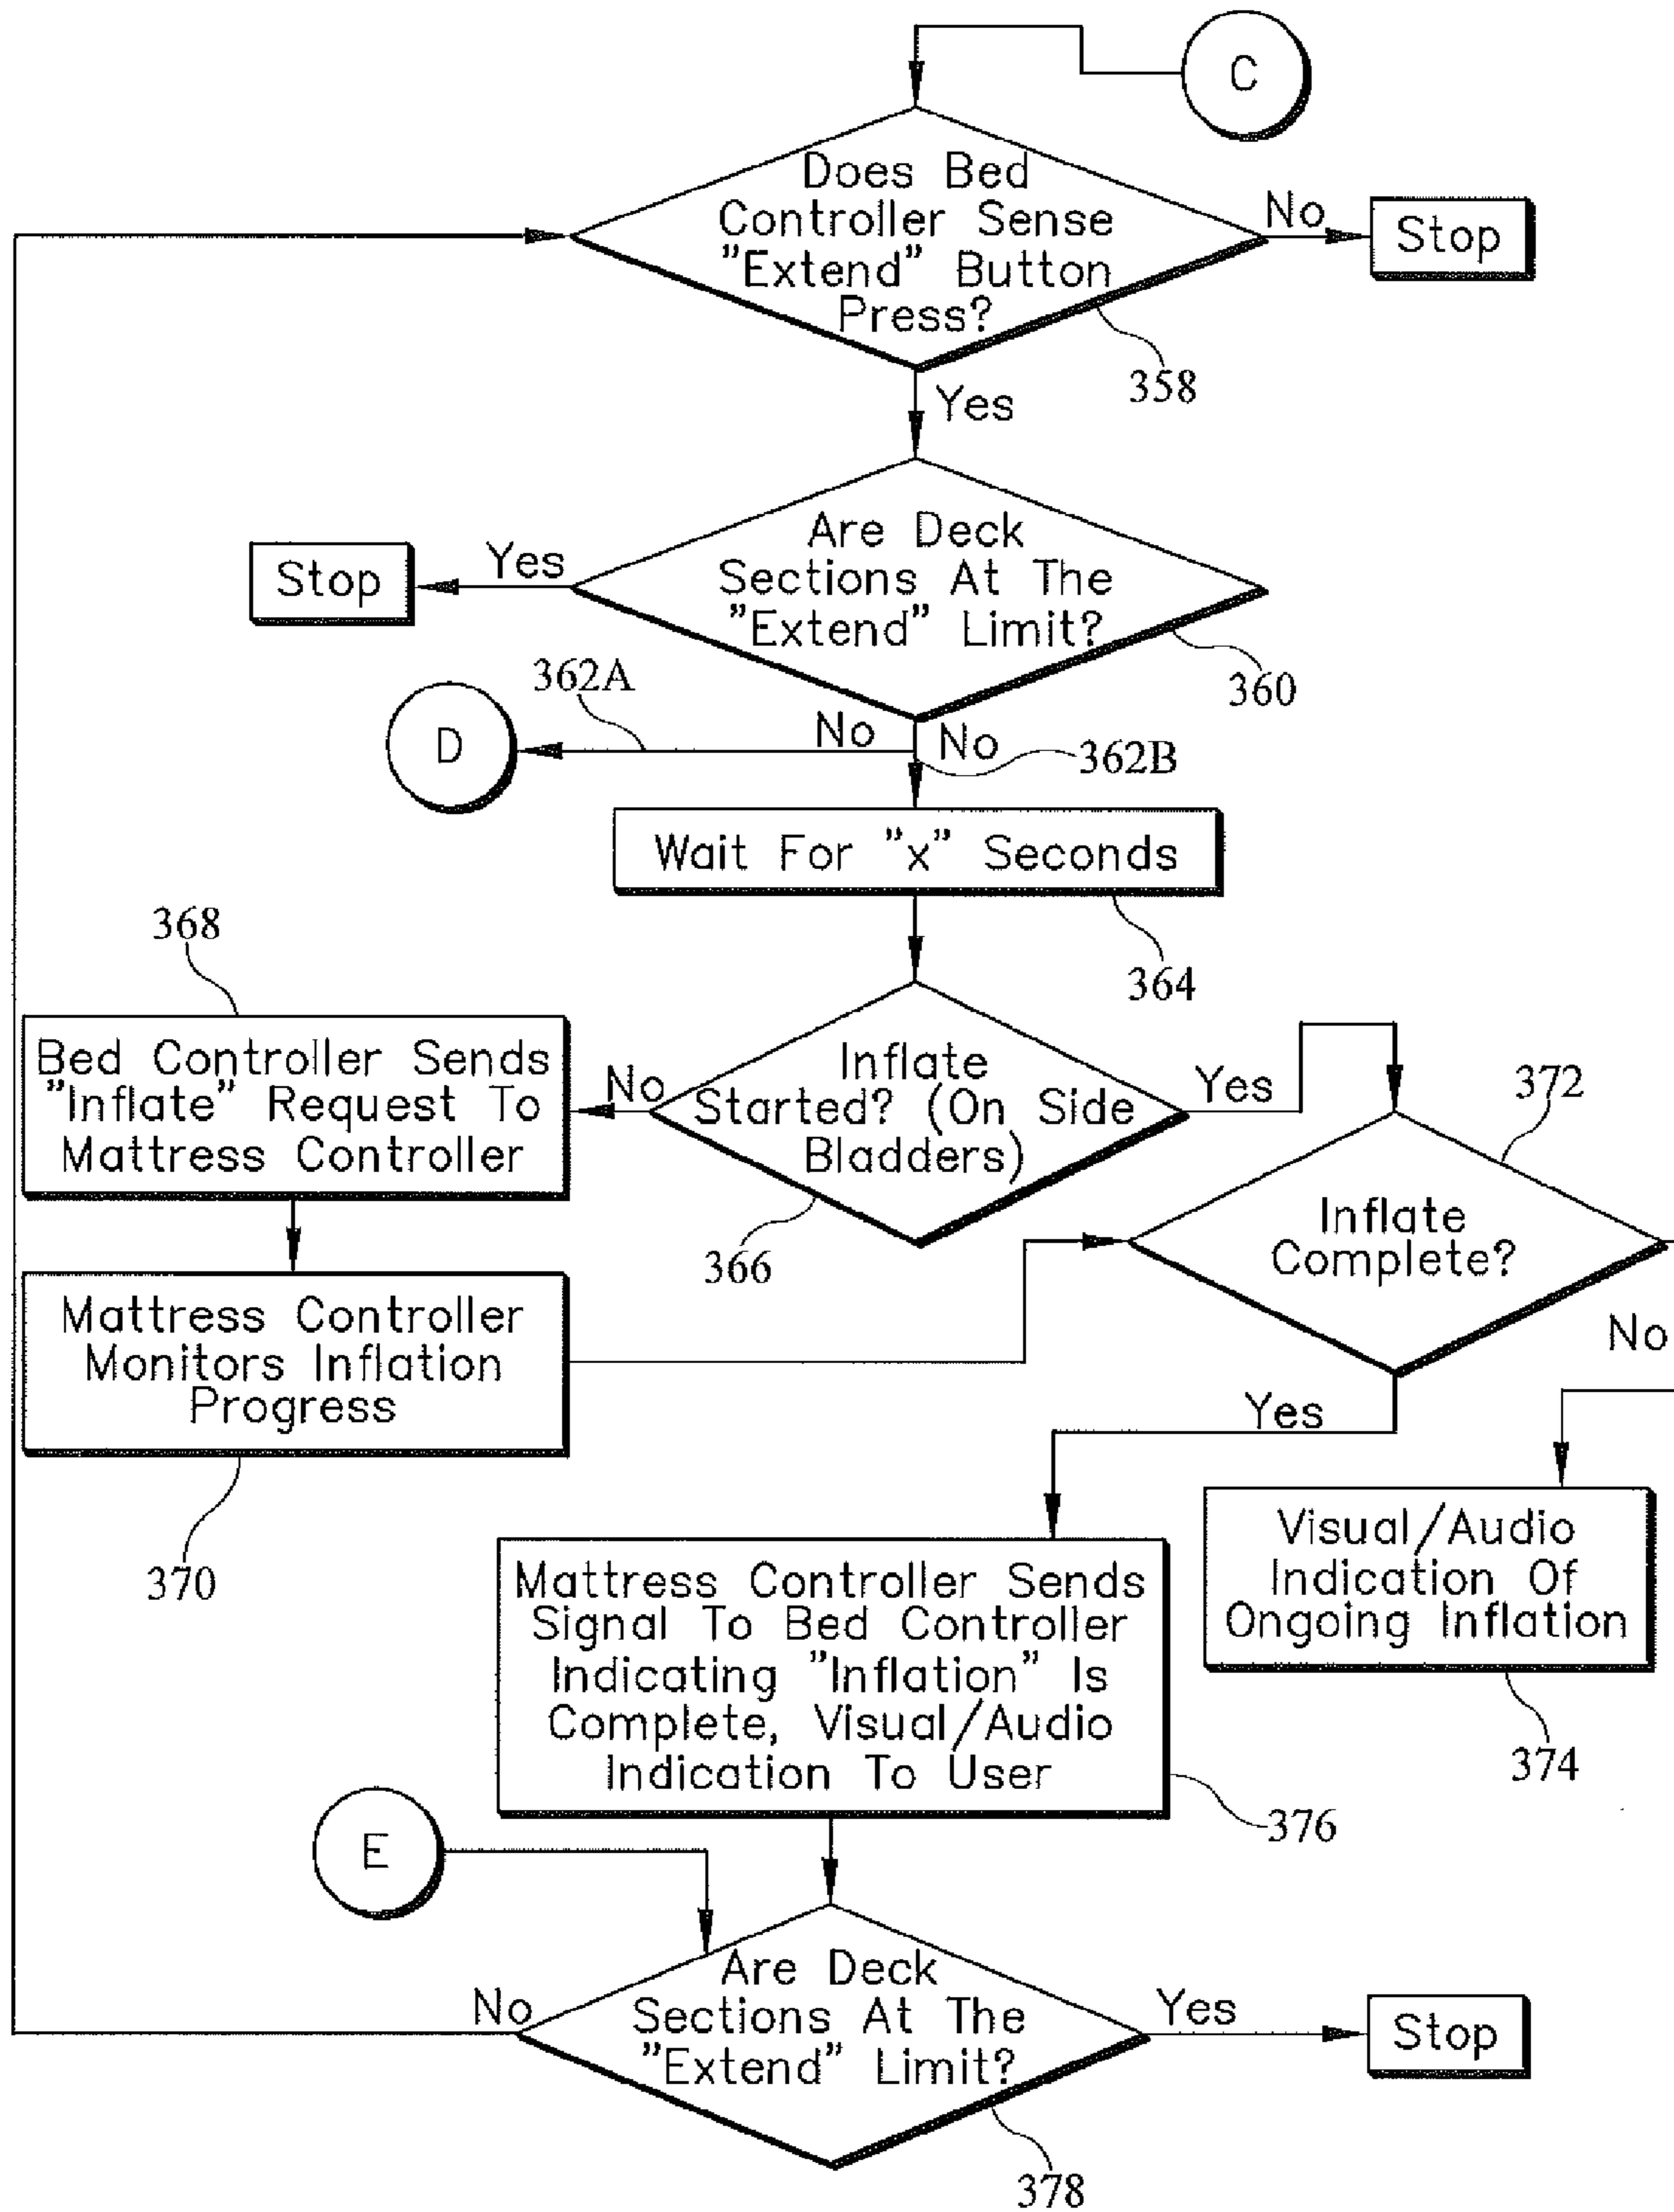 C
Does Bed
Controller Sense
"Extend" Button
Press?
No
Stop
358
Yes
Are Deck
Sections At The
"Extend" Limit?
Yes
Stop
360
362A
D
No
No
362B
Wait For "x" Seconds
364
368
Bed Controller Sends
"Inflate" Request To
Mattress Controller
No
Inflate
Started? (On Side
Bladders)
Yes
366
372
Inflate
Complete?
No
Mattress Controller
Monitors Inflation
Progress
370
Yes
Visual/Audio
Indication Of
Ongoing Inflation
374
Mattress Controller Sends
Signal To Bed Controller
Indicating "Inflation" Is
Complete, Visual/Audio
Indication To User
376
E
Are Deck
Sections At The
"Extend" Limit?
No
Yes
Stop
378